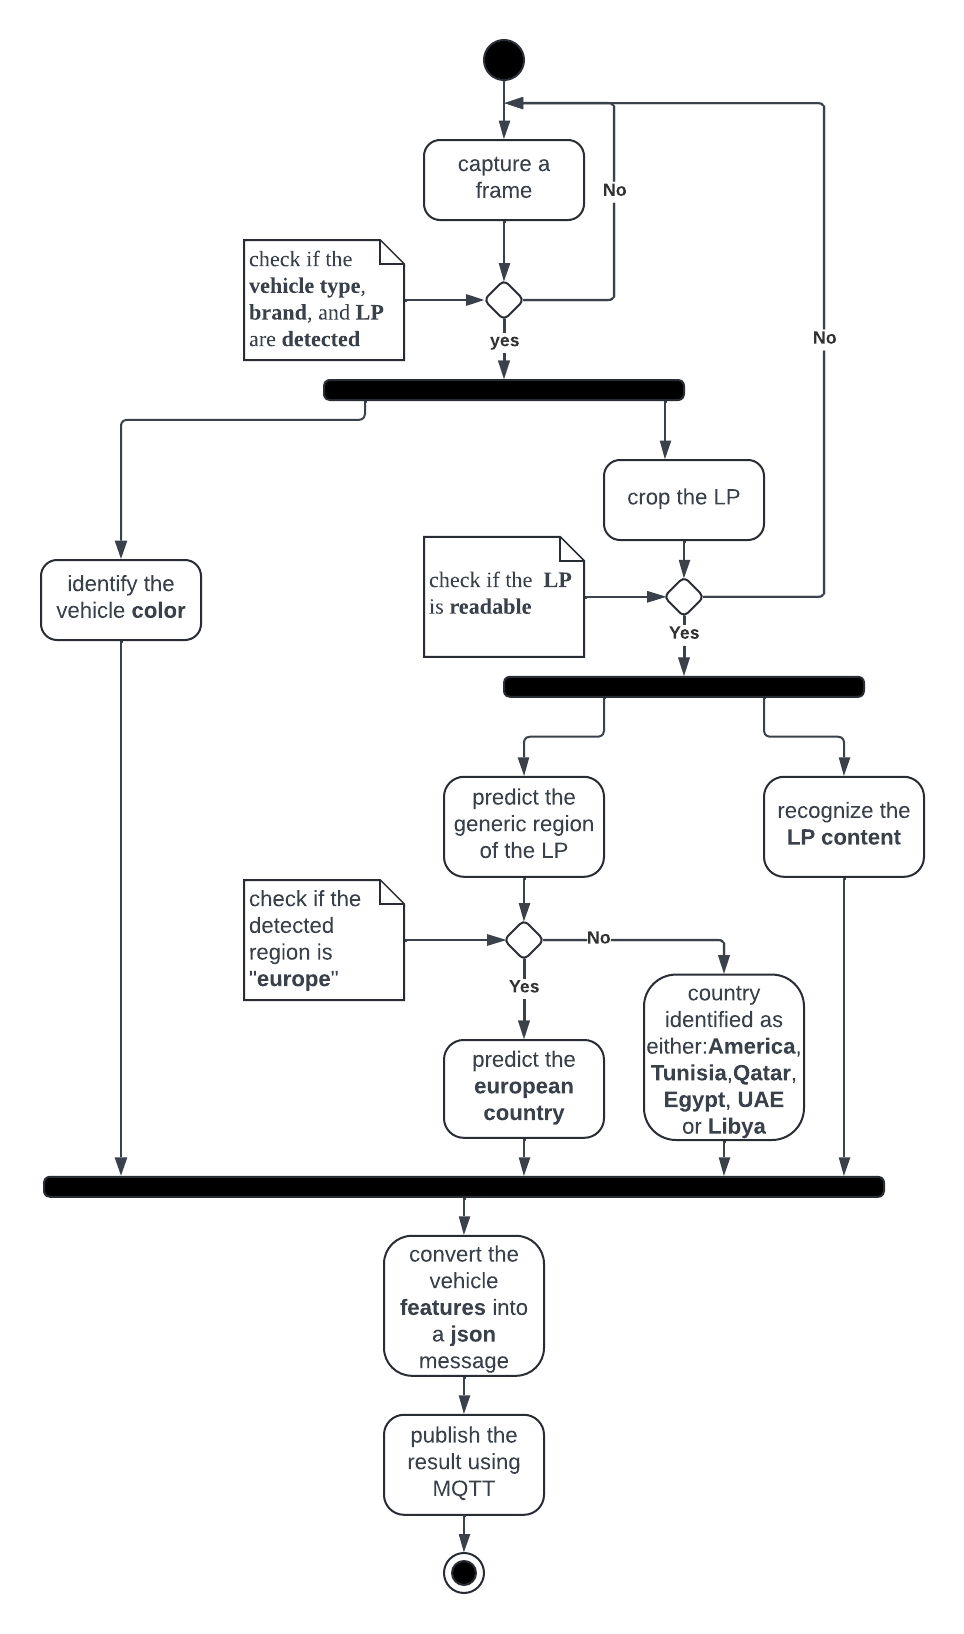 capture a
frame
No
check if the
vehicle type,
brand, and LP
are detected
yes
No
crop the LP
check if the LP
is readable
Yes
identify the
vehicle color
predict the
generic region
of the LP
recognize the
LP content
check if the
detected
region is
"europe"
No
Yes
country
identified as
either:America,
Tunisia,Qatar,
Egypt, UAE
or Libya
predict the
european
country
convert the
vehicle
features into
a json
message
publish the
result using
MQTT